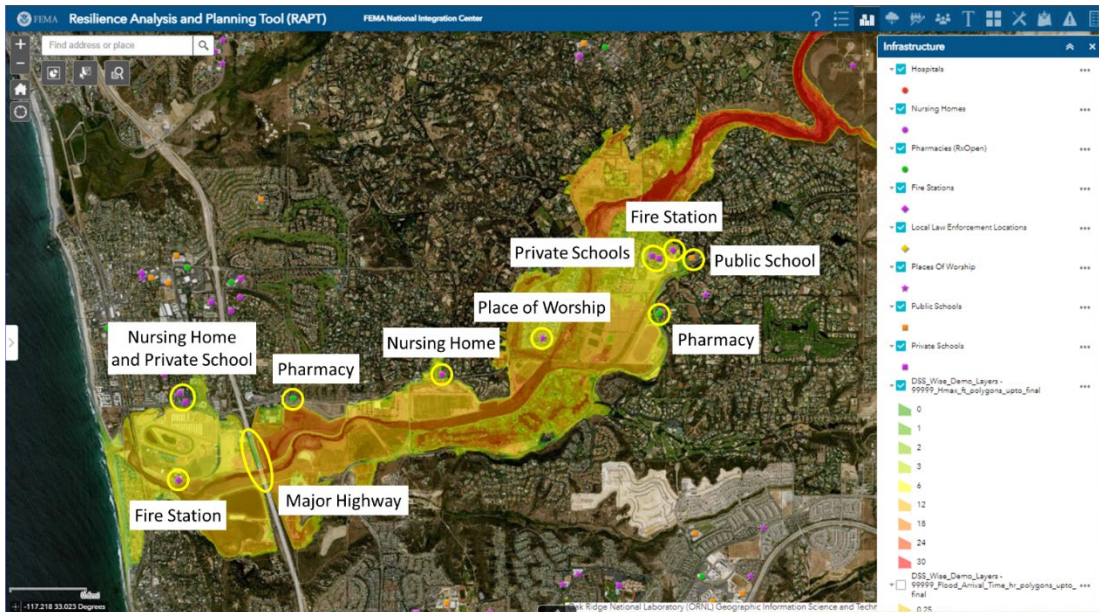 FEMA Resilience Analysis and Planning Tool (RAPT) FEMA National Integration Center
Find address or place
Infrastructure
Hospitals
Nursing Homes
Pharmacies (RxOpen)
Fire Stations
Local Law Enforcement Locations
Places Of Worship
Public Schools
Private Schools
DSS_Wise_Demo_Layers -
99999_Hmax_ft_polygons_upto_final
0
1
2
3
6
12
18
24
30
DSS_Wise_Demo_Layers -
99999_Flood_Arrival_Time_hr_polygons_upto_
final
0.25
Fire Station
Private Schools
Public School
Place of Worship
Nursing Home
and Private School
Pharmacy
Nursing Home
Pharmacy
Fire Station
Major Highway
-117.218 33.023 Degrees
Oak Ridge National Laboratory (ORNL) Geographic Information Science and Techn